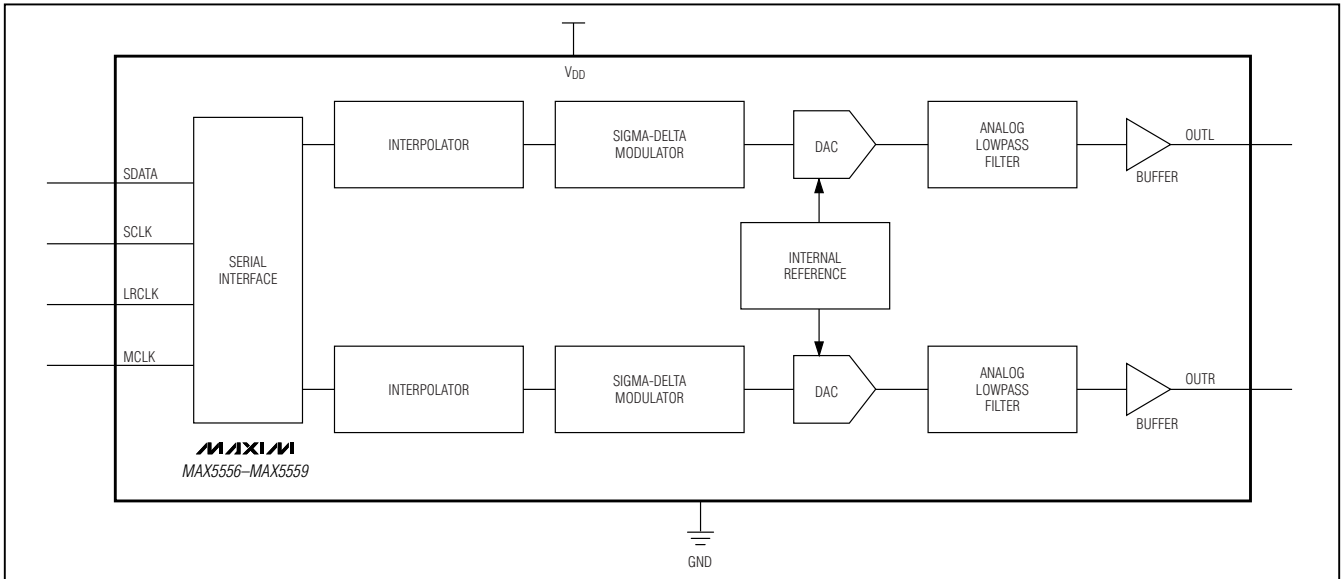 VDD
SDATA
SCLK
LRCLK
MCLK
SERIAL
INTERFACE
INTERPOLATOR
SIGMA-DELTA
MODULATOR
DAC
ANALOG
LOWPASS
FILTER
BUFFER
OUTL
INTERNAL
REFERENCE
INTERPOLATOR
SIGMA-DELTA
MODULATOR
DAC
ANALOG
LOWPASS
FILTER
BUFFER
OUTR
MAXIM
MAX5556–MAX5559
GND